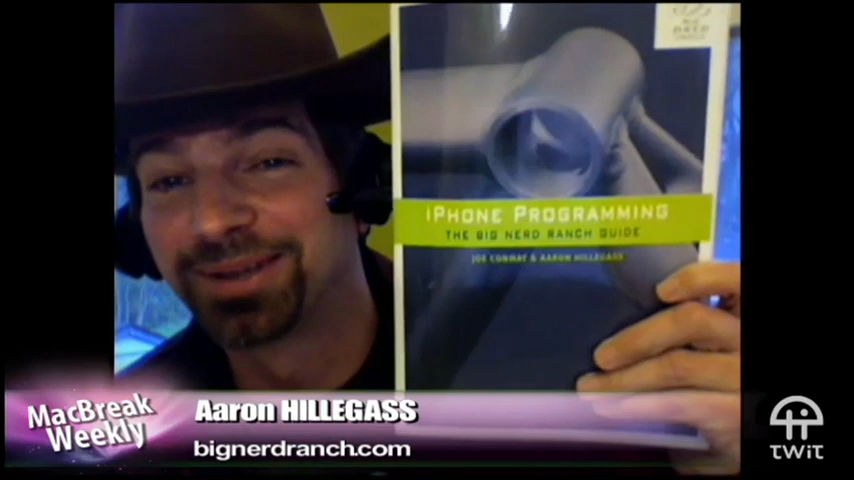 iPHONE PROGRAMMING
THE BIG NERD RANCH GUIDE
JOE CONWAY & AARON HILLEGASS
MacBreak
Weekly
Aaron HILLEGASS
bignerdranch.com
TWiT